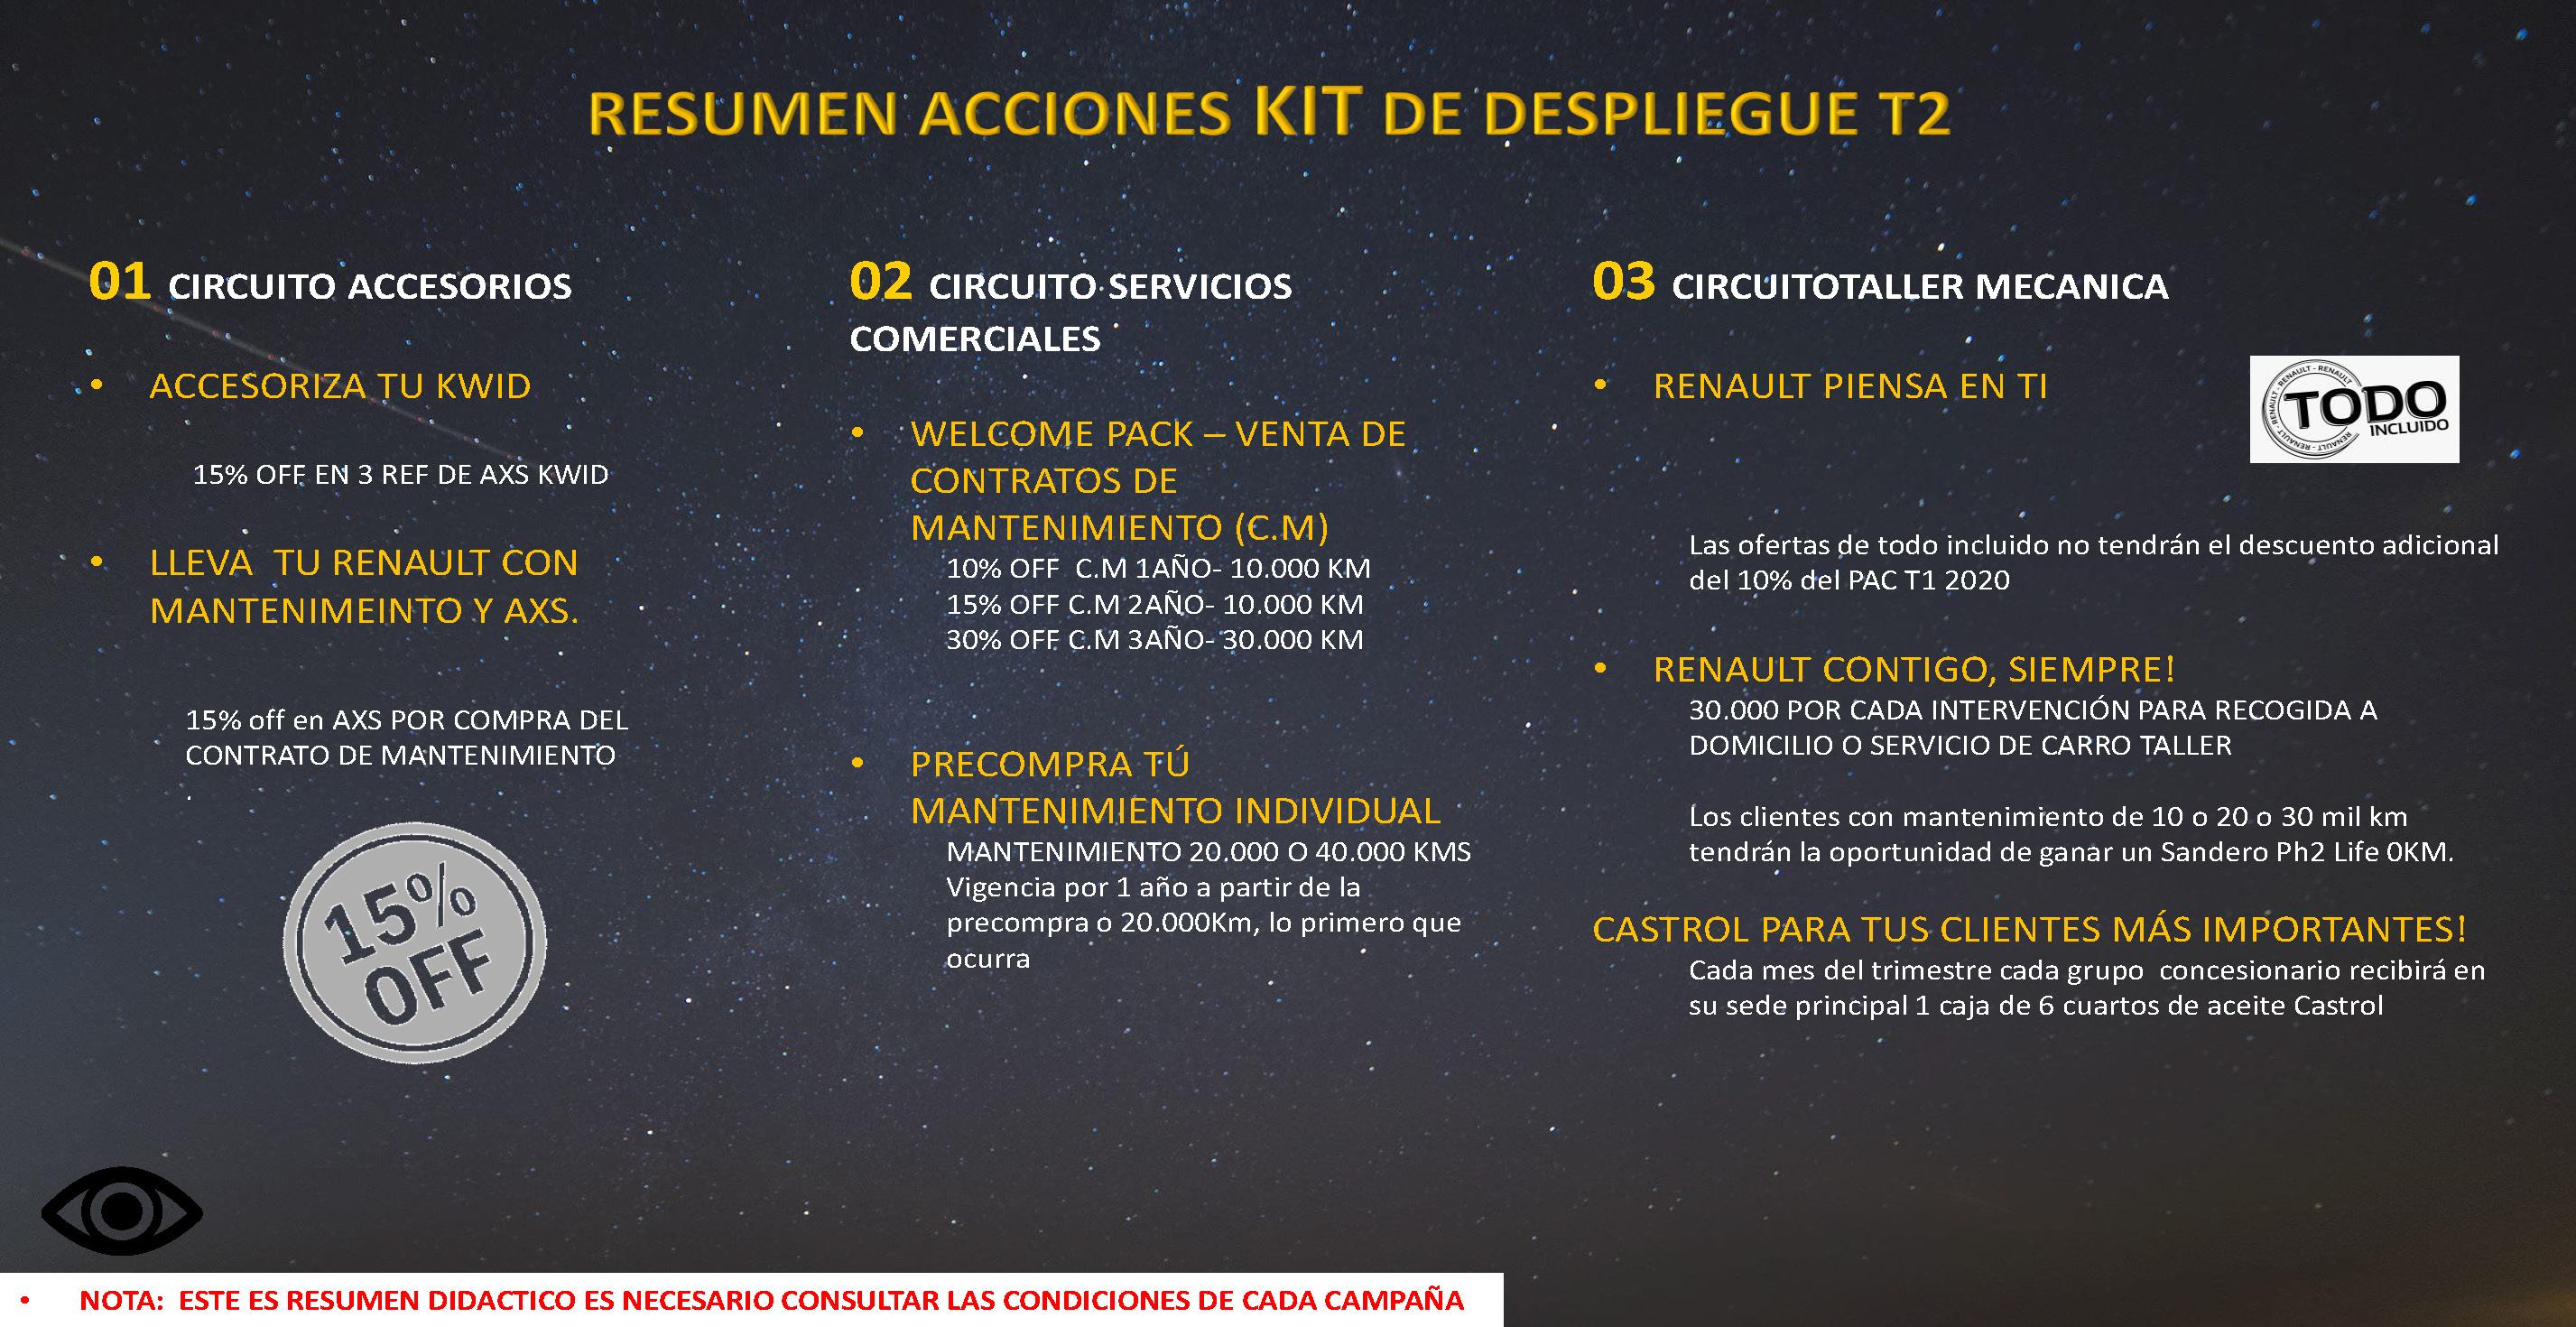 RESUMEN ACCIONES KIT DE DESPLIEGUE T2
01 CIRCUITO ACCESORIOS
• ACCESORIZA TU KWID
15% OFF EN 3 REF DE AXS KWID
• LLEVA TU RENAULT CON
MANTENIMEINTO Y AXS.
15% off en AXS POR COMPRA DEL
CONTRATO DE MANTENIMIENTO
.
15%
OFF
02 CIRCUITO SERVICIOS
COMERCIALES
• WELCOME PACK – VENTA DE
CONTRATOS DE
MANTENIMIENTO (C.M)
10% OFF C.M 1AÑO- 10.000 KM
15% OFF C.M 2AÑO- 10.000 KM
30% OFF C.M 3AÑO- 30.000 KM
• PRECOMPRA TÚ
MANTENIMIENTO INDIVIDUAL
MANTENIMIENTO 20.000 O 40.000 KMS
Vigencia por 1 año a partir de la
precompra o 20.000Km, lo primero que
ocurra
03 CIRCUITOTALLER MECANICA
• RENAULT PIENSA EN TI
RENAULT - RENAULT - RENAULT - RENAULT -
TODO
INCLUIDO
Las ofertas de todo incluido no tendrán el descuento adicional
del 10% del PAC T1 2020
• RENAULT CONTIGO, SIEMPRE!
30.000 POR CADA INTERVENCIÓN PARA RECOGIDA A
DOMICILIO O SERVICIO DE CARRO TALLER
Los clientes con mantenimiento de 10 o 20 o 30 mil km
tendrán la oportunidad de ganar un Sandero Ph2 Life 0KM.
CASTROL PARA TUS CLIENTES MÁS IMPORTANTES!
Cada mes del trimestre cada grupo concesionario recibirá en
su sede principal 1 caja de 6 cuartos de aceite Castrol
• NOTA: ESTE ES RESUMEN DIDACTICO ES NECESARIO CONSULTAR LAS CONDICIONES DE CADA CAMPAÑA